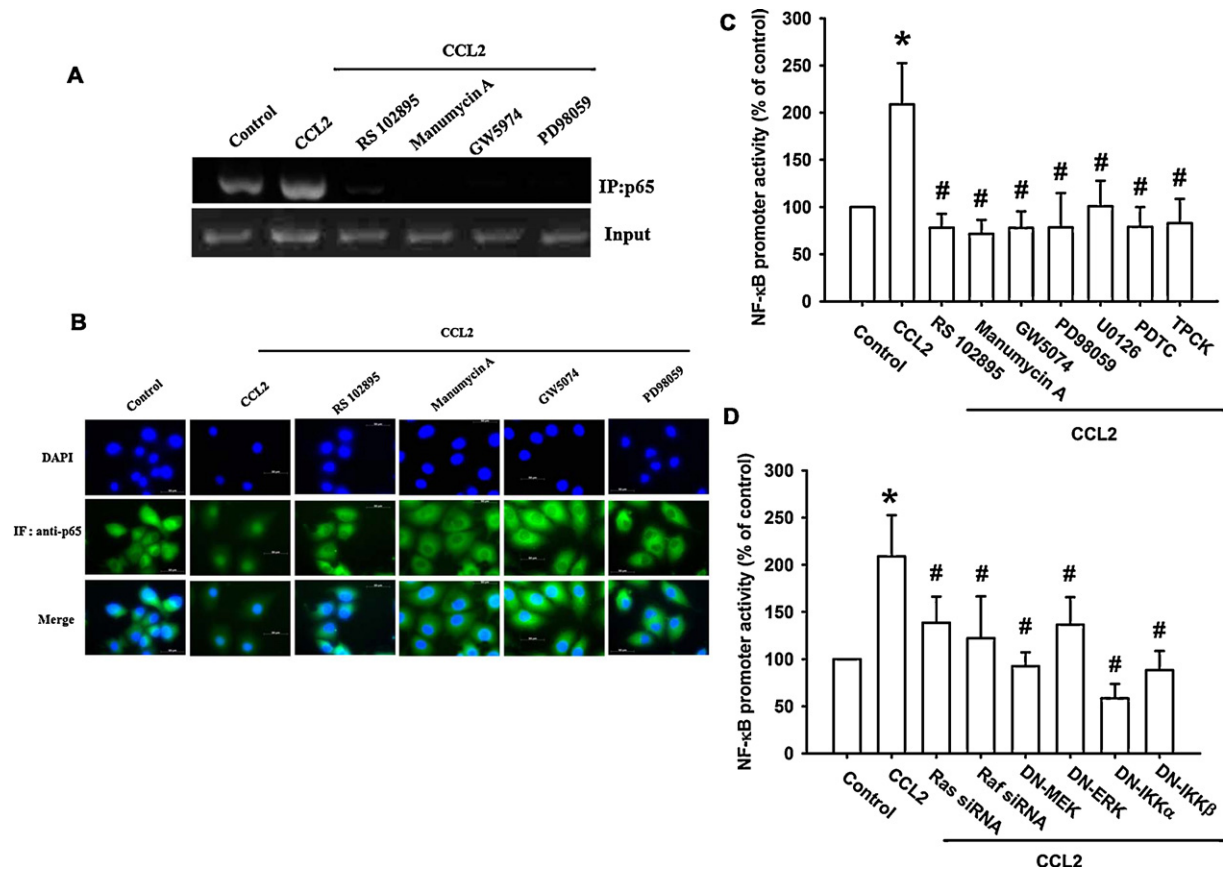 A
CCL2
Control
CCL2
RS 102895
Manumycin A
GW5974
PD98059
IP:p65
Input
B
CCL2
Control
CCL2
RS 102895
Manumycin A
GW5074
PD98059
DAPI
IF : anti-p65
Merge
C
NF-κB promoter activity (% of control)
300
250
200
150
100
50
0
*
#
#
#
#
#
#
#
Control
CCL2
RS 102895
Manumycin A
GW5074
PD98059
U0126
PDTC
TPCK
CCL2
D
NF-κB promoter activity (% of control)
300
250
200
150
100
50
0
*
#
#
#
#
#
#
Control
CCL2
Ras siRNA
Raf siRNA
DN-MEK
DN-ERK
DN-IKKα
DN-IKKβ
CCL2